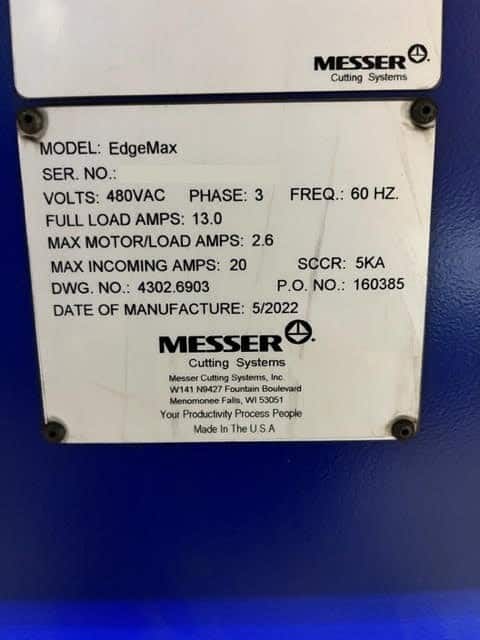 MESSER
Cutting Systems
MODEL: EdgeMax
SER. NO.:
VOLTS: 480VAC PHASE: 3 FREQ.: 60 HZ.
FULL LOAD AMPS: 13.0
MAX MOTOR/LOAD AMPS: 2.6
MAX INCOMING AMPS: 20 SCCR: 5KA
DWG. NO.: 4302.6903 P.O. NO.: 160385
DATE OF MANUFACTURE: 5/2022
MESSER
Cutting Systems
Messer Cutting Systems, Inc.
W141 N9427 Fountain Boulevard
Menomonee Falls, WI 53051
Your Productivity Process People
Made In The U.S A